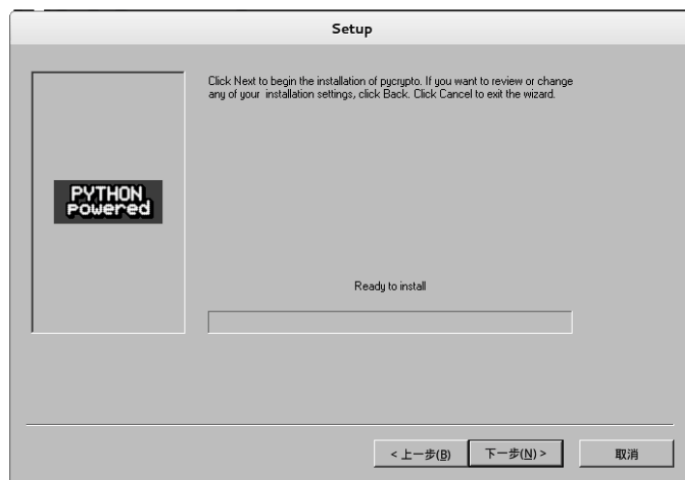 Setup
Click Next to begin the installation of pycrypto. If you want to review or change
any of your installation settings, click Back. Click Cancel to exit the wizard.
PYTHON
powered
Ready to install
< 上一步(B)
下一步(N) >
取消